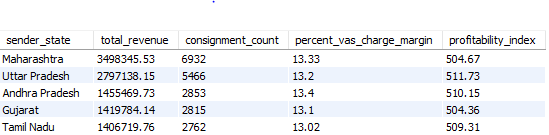 sender_state total_revenue consignment_count percent_vas_charge_margin profitability_index
Maharashtra 3498345.53 6932 13.33 504.67
Uttar Pradesh 2797138.15 5466 13.2 511.73
Andhra Pradesh 1455469.73 2853 13.4 510.15
Gujarat 1419784.14 2815 13.1 504.36
Tamil Nadu 1406719.76 2762 13.02 509.31